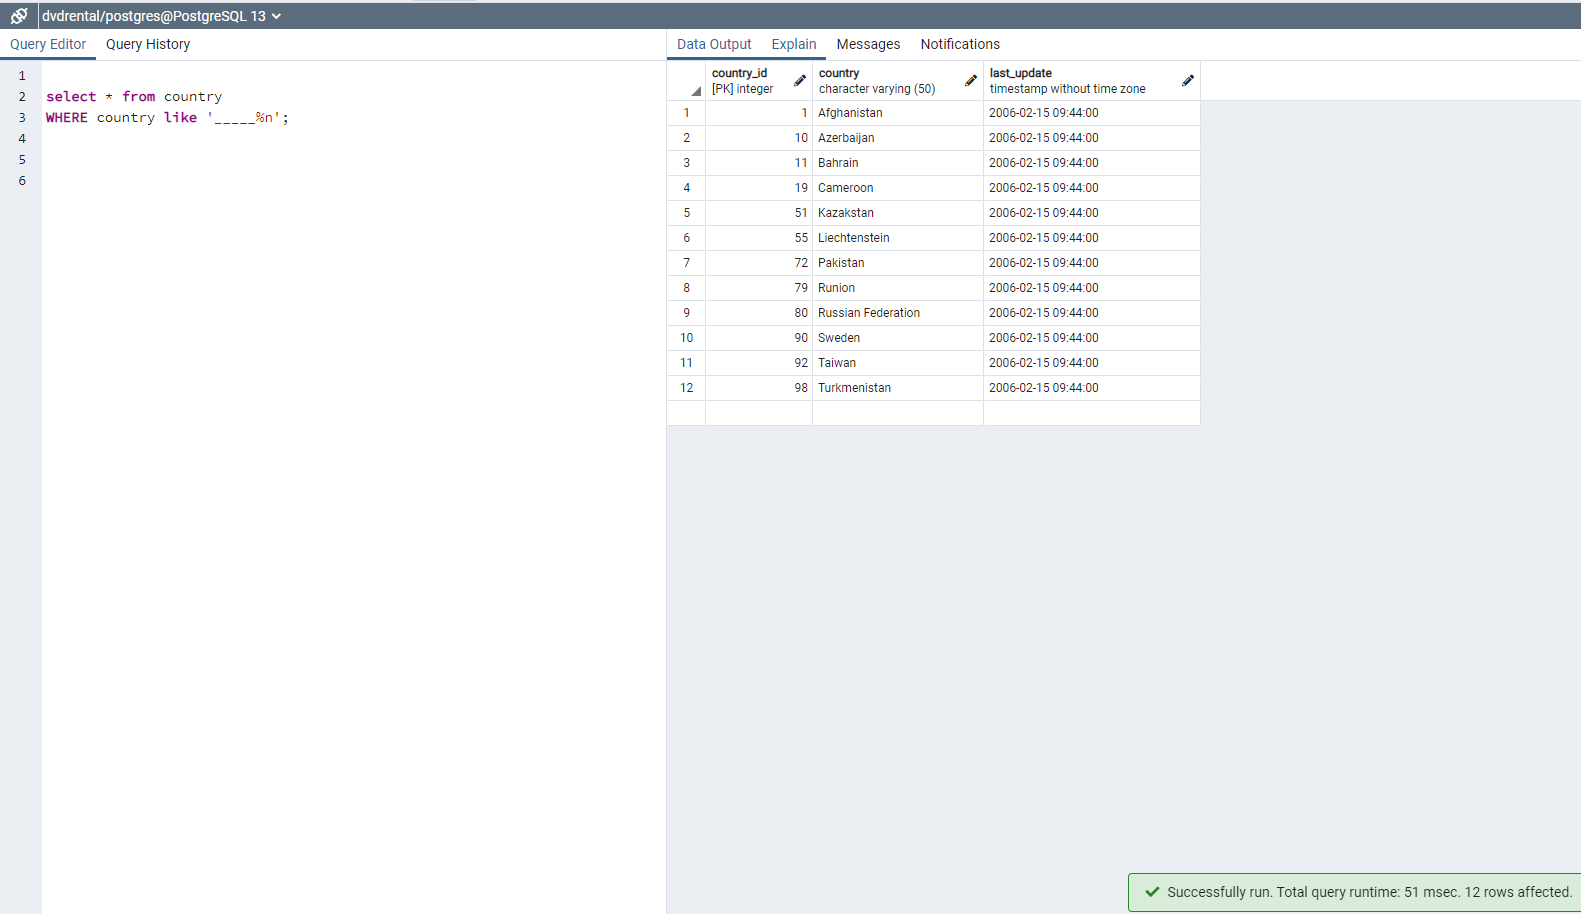 dvdrental/postgres@PostgreSQL 13
Query Editor Query History
1
2 select * from country
3 WHERE country like '_____%n';
4
5
6
Data Output Explain Messages Notifications
country_id country last_update
[PK] integer character varying (50) timestamp without time zone
1 1 Afghanistan 2006-02-15 09:44:00
2 10 Azerbaijan 2006-02-15 09:44:00
3 11 Bahrain 2006-02-15 09:44:00
4 19 Cameroon 2006-02-15 09:44:00
5 51 Kazakstan 2006-02-15 09:44:00
6 55 Liechtenstein 2006-02-15 09:44:00
7 72 Pakistan 2006-02-15 09:44:00
8 79 Runion 2006-02-15 09:44:00
9 80 Russian Federation 2006-02-15 09:44:00
10 90 Sweden 2006-02-15 09:44:00
11 92 Taiwan 2006-02-15 09:44:00
12 98 Turkmenistan 2006-02-15 09:44:00
Successfully run. Total query runtime: 51 msec. 12 rows affected.